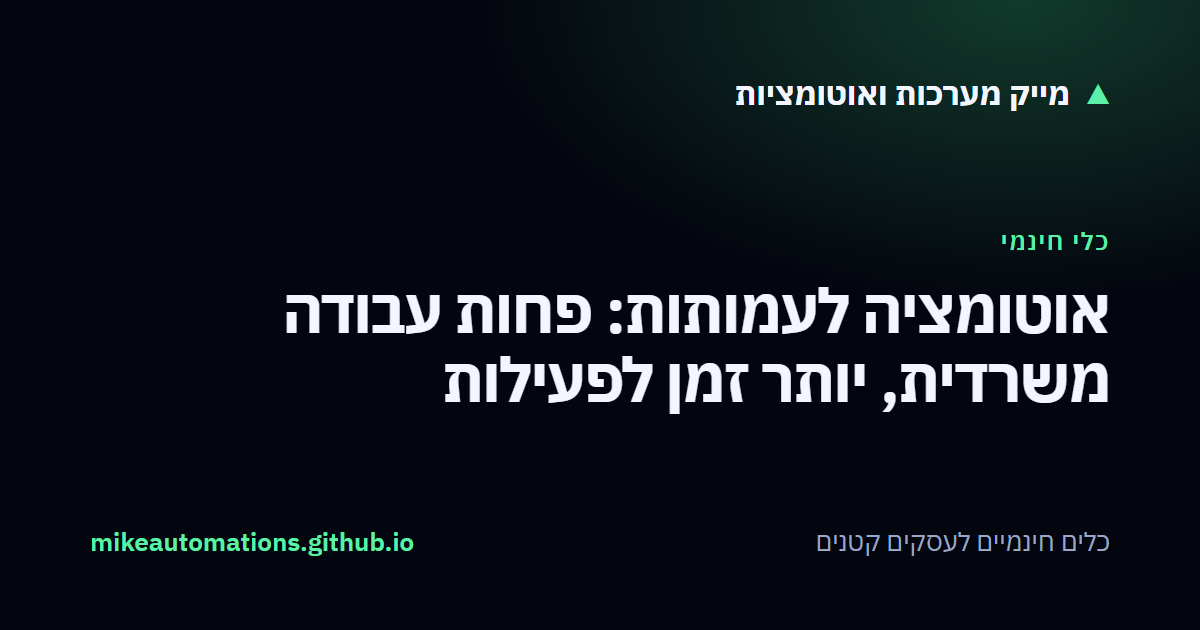 מייק מערכות ואוטומציות
כלי חינמי
אוטומציה לעמותות: פחות עבודה
משרדית, יותר זמן לפעילות
כלים חינמיים לעסקים קטנים
mikeautomations.github.io